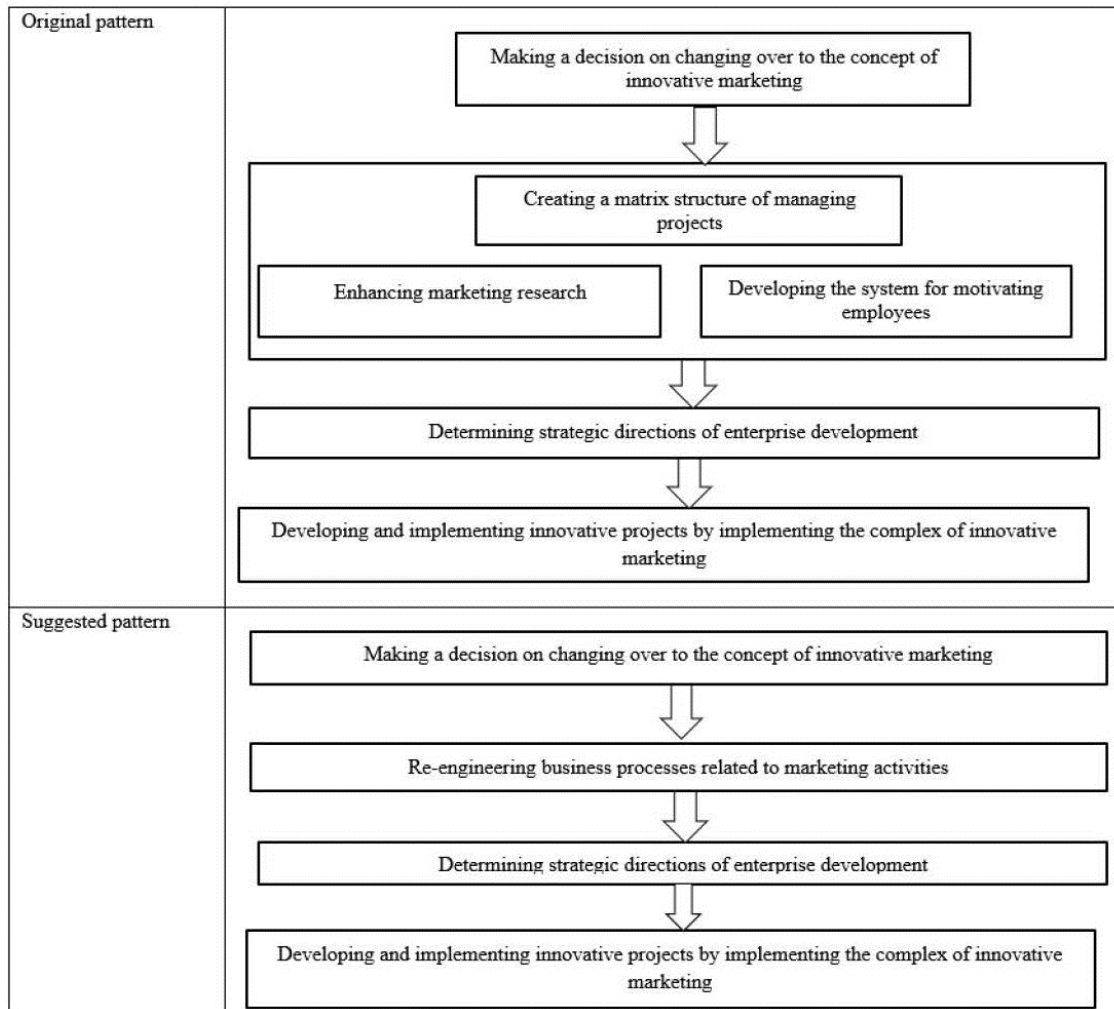 Original pattern
Making a decision on changing over to the concept of
innovative marketing
Creating a matrix structure of managing
projects
Enhancing marketing research
Developing the system for motivating
employees
Determining strategic directions of enterprise development
Developing and implementing innovative projects by implementing the complex of innovative
marketing
Suggested pattern
Making a decision on changing over to the concept of innovative marketing
Re-engineering business processes related to marketing activities
Determining strategic directions of enterprise development
Developing and implementing innovative projects by implementing the complex of innovative
marketing